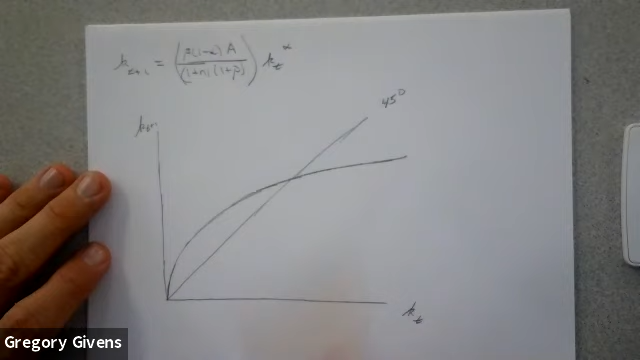 k_{t+1} = (β(1-α)A / (1+n)(1+β)) k_t^α
45°
k_{t+1}
k_t
Gregory Givens